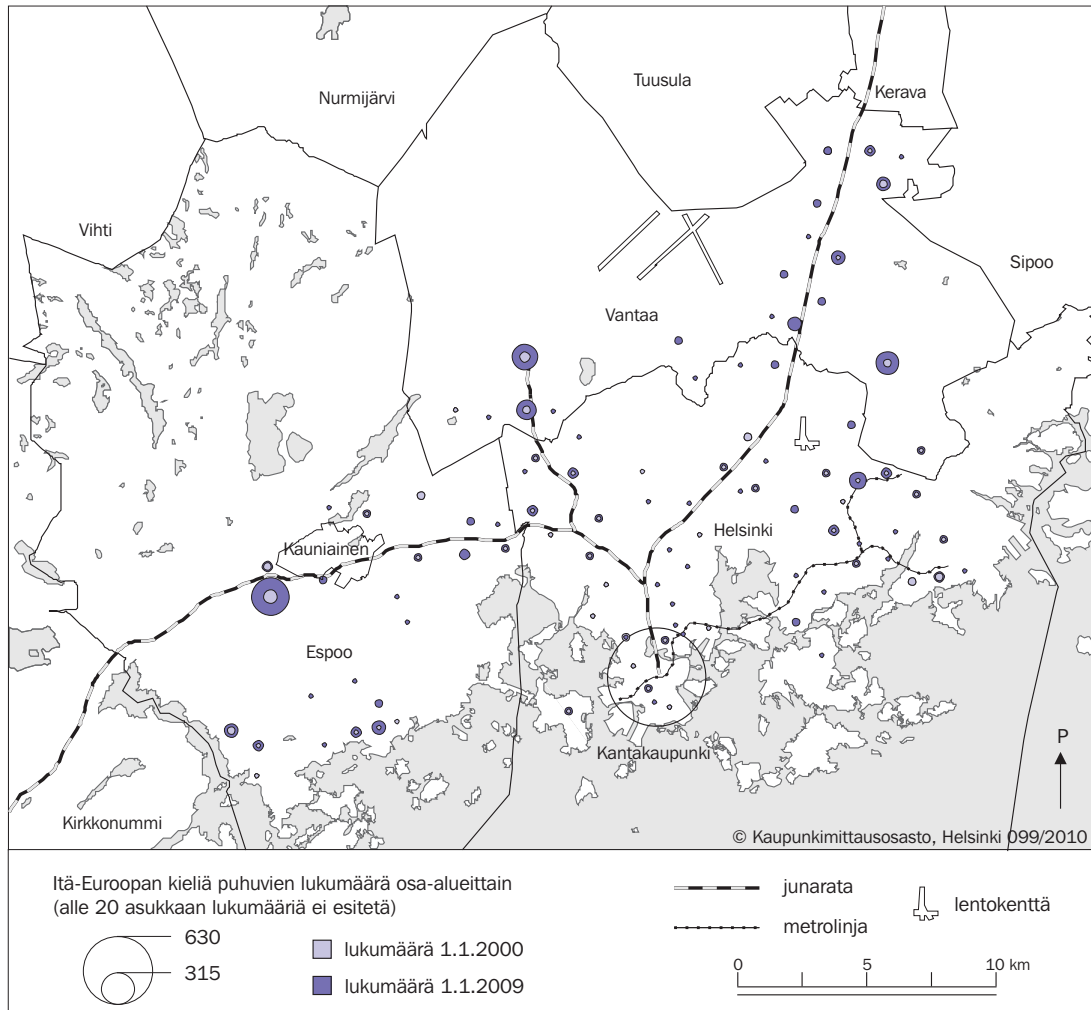 Tuusula
Nurmijärvi
Kerava
Vihti
Sipoo
Vantaa
Helsinki
Kauniainen
Espoo
Kantakaupunki
P
Kirkkonummi
© Kaupunkimittausosasto, Helsinki 099/2010
Itä-Euroopan kieliä puhuvien lukumäärä osa-alueittain
(alle 20 asukkaan lukumääriä ei esitetä)
630
315
lukumäärä 1.1.2000
lukumäärä 1.1.2009
junarata
metrolinja
lentokenttä
0 5 10 km